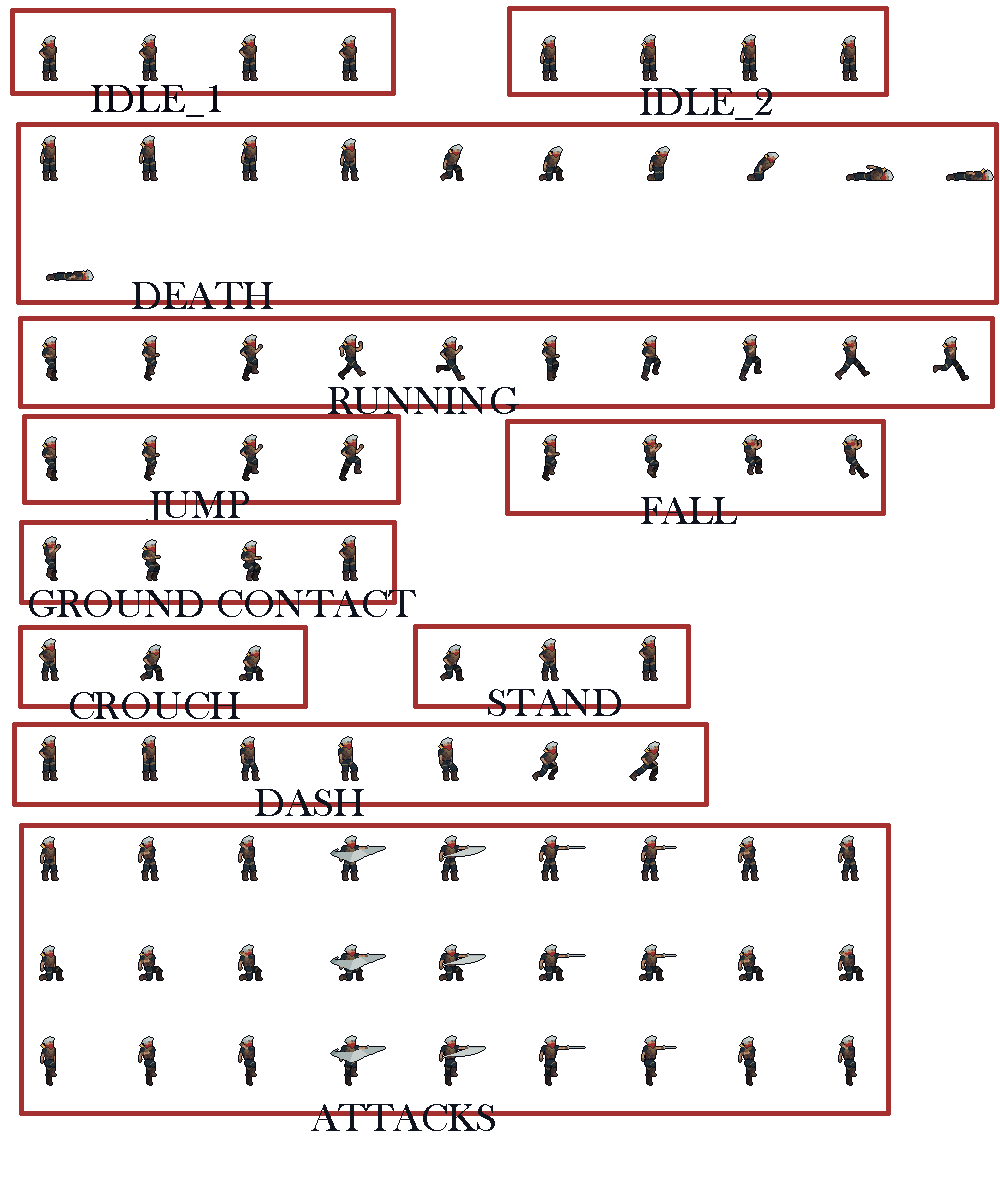 IDLE_1
IDLE_2
DEATH
RUNNING
JUMP
FALL
GROUND CONTACT
CROUCH
STAND
DASH
ATTACKS